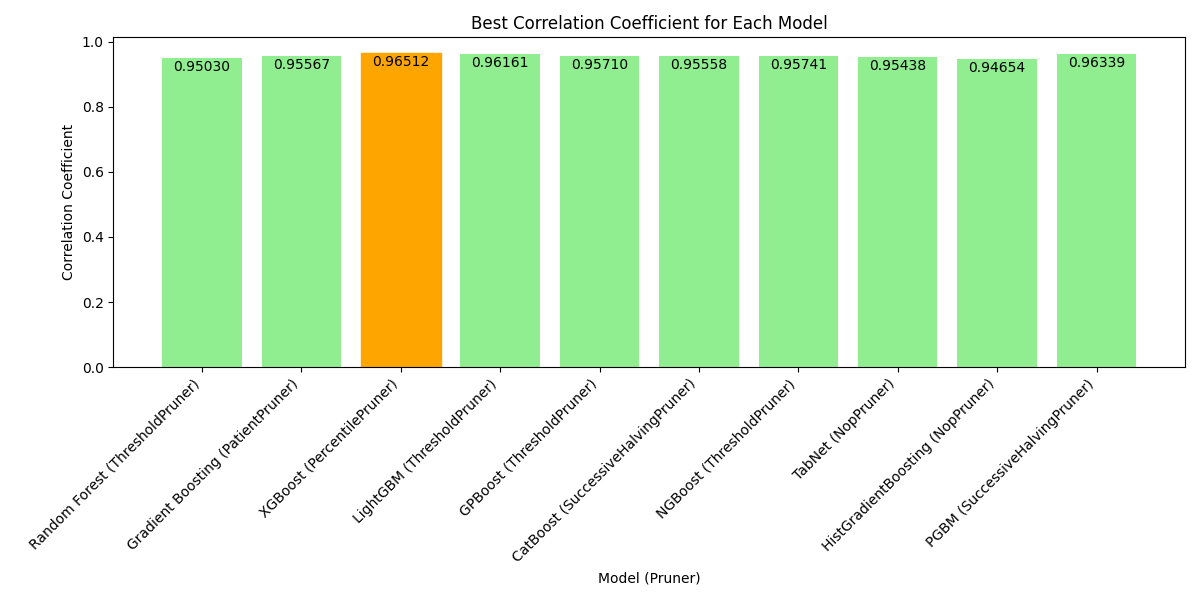 Best Correlation Coefficient for Each Model
Correlation Coefficient
1.0
0.8
0.6
0.4
0.2
0.0
0.95030
0.95567
0.96512
0.96161
0.95710
0.95558
0.95741
0.95438
0.94654
0.96339
Random Forest (ThresholdPruner)
Gradient Boosting (PatientPruner)
XGBoost (PercentilePruner)
LightGBM (ThresholdPruner)
GPBoost (ThresholdPruner)
CatBoost (SuccessiveHalvingPruner)
NGBoost (ThresholdPruner)
TabNet (NopPruner)
HistGradientBoosting (NopPruner)
PGBM (SuccessiveHalvingPruner)
Model (Pruner)